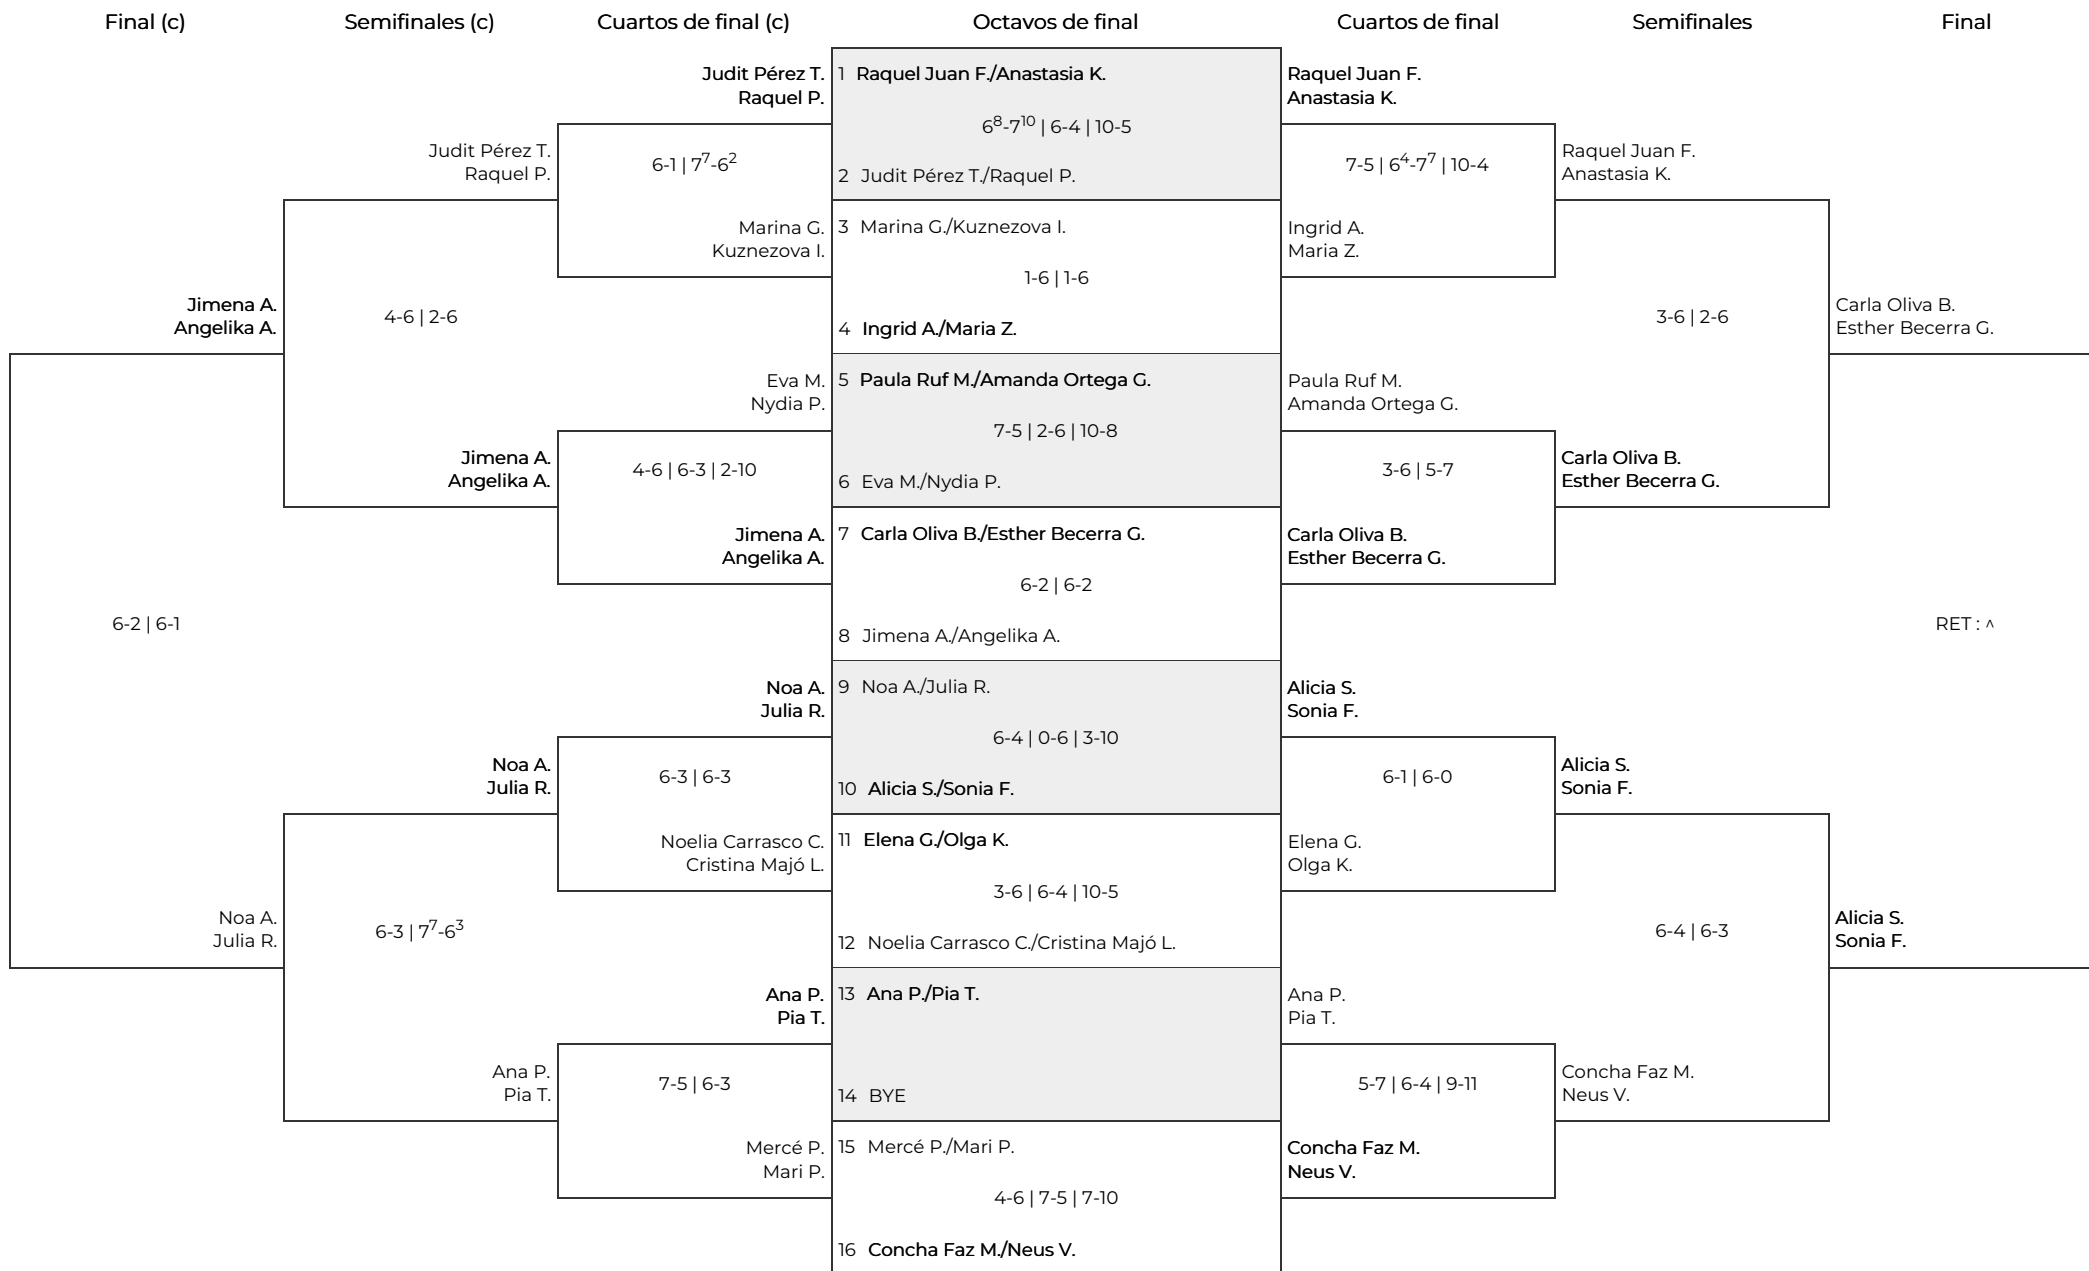 Final (c)
Semifinales (c)
Cuartos de final (c)
Octavos de final
Cuartos de final
Semifinales
Final
Jimena A.
Angelika A.
6-2 | 6-1
Noa A.
Julia R.
Judit Pérez T.
Raquel P.
4-6 | 2-6
Jimena A.
Angelika A.
Noa A.
Julia R.
6-3 | 7⁷-6³
Ana P.
Pia T.
Judit Pérez T.
Raquel P.
6-1 | 7⁷-6²
Marina G.
Kuznezova I.
Eva M.
Nydia P.
4-6 | 6-3 | 2-10
Jimena A.
Angelika A.
Noa A.
Julia R.
6-3 | 6-3
Noelia Carrasco C.
Cristina Majó L.
Ana P.
Pia T.
7-5 | 6-3
Mercé P.
Mari P.
1 Raquel Juan F./Anastasia K.
6⁸-7¹⁰ | 6-4 | 10-5
2 Judit Pérez T./Raquel P.
3 Marina G./Kuznezova I.
1-6 | 1-6
4 Ingrid A./Maria Z.
5 Paula Ruf M./Amanda Ortega G.
7-5 | 2-6 | 10-8
6 Eva M./Nydia P.
7 Carla Oliva B./Esther Becerra G.
6-2 | 6-2
8 Jimena A./Angelika A.
9 Noa A./Julia R.
6-4 | 0-6 | 3-10
10 Alicia S./Sonia F.
11 Elena G./Olga K.
3-6 | 6-4 | 10-5
12 Noelia Carrasco C./Cristina Majó L.
13 Ana P./Pia T.
14 BYE
15 Mercé P./Mari P.
4-6 | 7-5 | 7-10
16 Concha Faz M./Neus V.
Raquel Juan F.
Anastasia K.
7-5 | 6⁴-7⁷ | 10-4
Ingrid A.
Maria Z.
Paula Ruf M.
Amanda Ortega G.
3-6 | 5-7
Carla Oliva B.
Esther Becerra G.
Alicia S.
Sonia F.
6-1 | 6-0
Elena G.
Olga K.
Ana P.
Pia T.
5-7 | 6-4 | 9-11
Concha Faz M.
Neus V.
Raquel Juan F.
Anastasia K.
3-6 | 2-6
Carla Oliva B.
Esther Becerra G.
Alicia S.
Sonia F.
6-4 | 6-3
Concha Faz M.
Neus V.
Carla Oliva B.
Esther Becerra G.
RET : ^
Alicia S.
Sonia F.